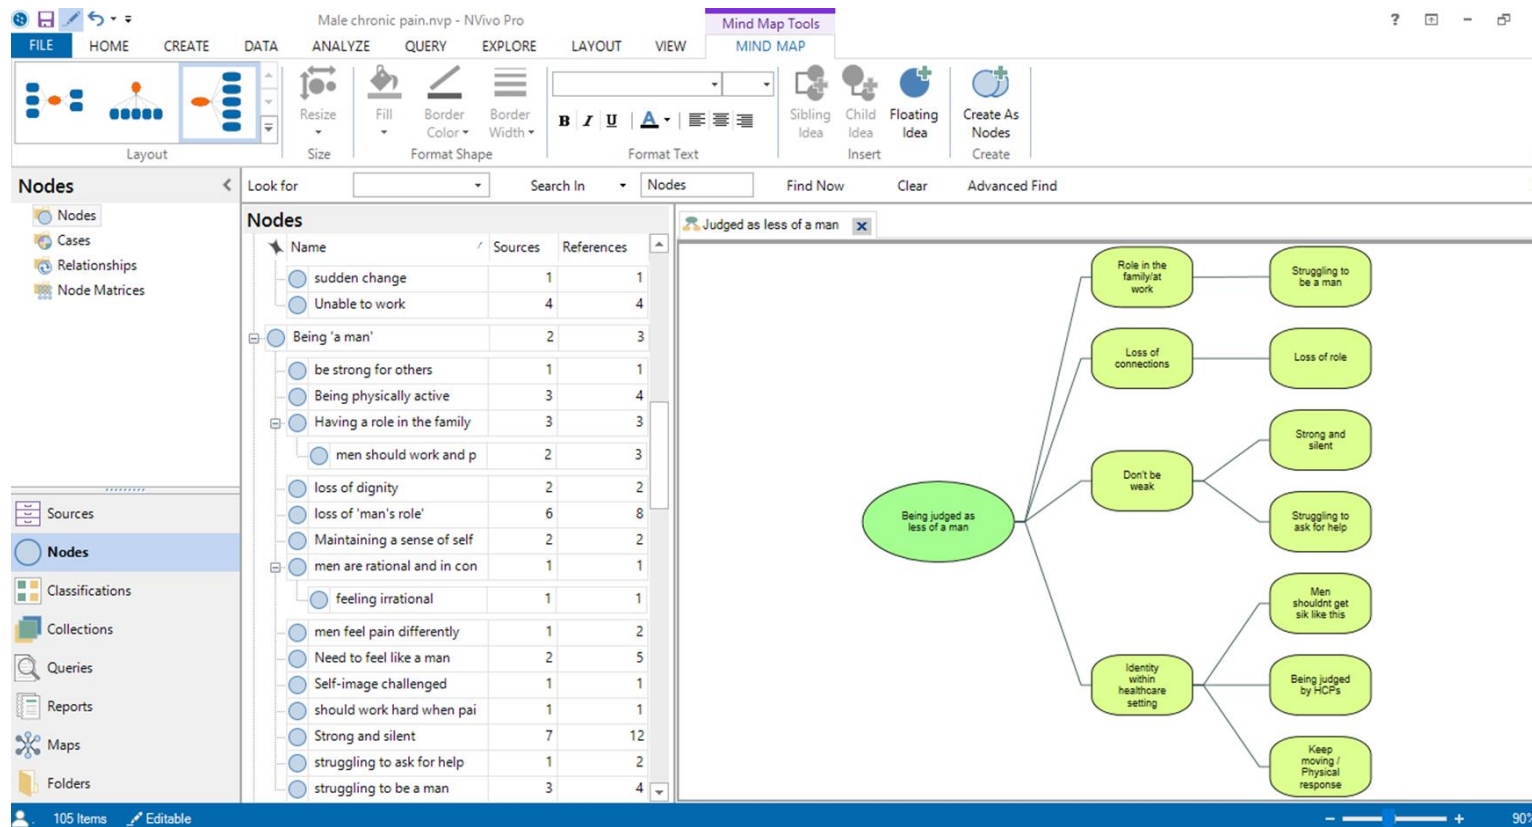 Male chronic pain.nvp - NVivo Pro
Mind Map Tools
?
FILE HOME CREATE DATA ANALYZE QUERY EXPLORE LAYOUT VIEW MIND MAP
Resize
Fill
Border
Color
Border
Width
B I U A
Sibling
Idea
Child
Idea
Floating
Idea
Create As
Nodes
Layout Size Format Shape Format Text Insert Create
Nodes
Look for Search In Nodes Find Now Clear Advanced Find
Nodes
Cases
Relationships
Node Matrices
Sources
Nodes
Classifications
Collections
Queries
Reports
Maps
Folders
Nodes
Name Sources References
sudden change 1 1
Unable to work 4 4
Being 'a man' 2 3
be strong for others 1 1
Being physically active 3 4
Having a role in the family 3 3
men should work and p 2 3
loss of dignity 2 2
loss of 'man's role' 6 8
Maintaining a sense of self 2 2
men are rational and in con 1 1
feeling irrational 1 1
men feel pain differently 1 2
Need to feel like a man 2 5
Self-image challenged 1 1
should work hard when pai 1 1
Strong and silent 7 12
struggling to ask for help 1 2
struggling to be a man 3 4
Judged as less of a man
Being judged as
less of a man
Role in the
family/at
work
Struggling to
be a man
Loss of
connections
Loss of role
Don't be
weak
Strong and
silent
Struggling to
ask for help
Identity
within
healthcare
setting
Men
shouldnt get
sik like this
Being judged
by HCPs
Keep
moving /
Physical
response
105 Items Editable
90%